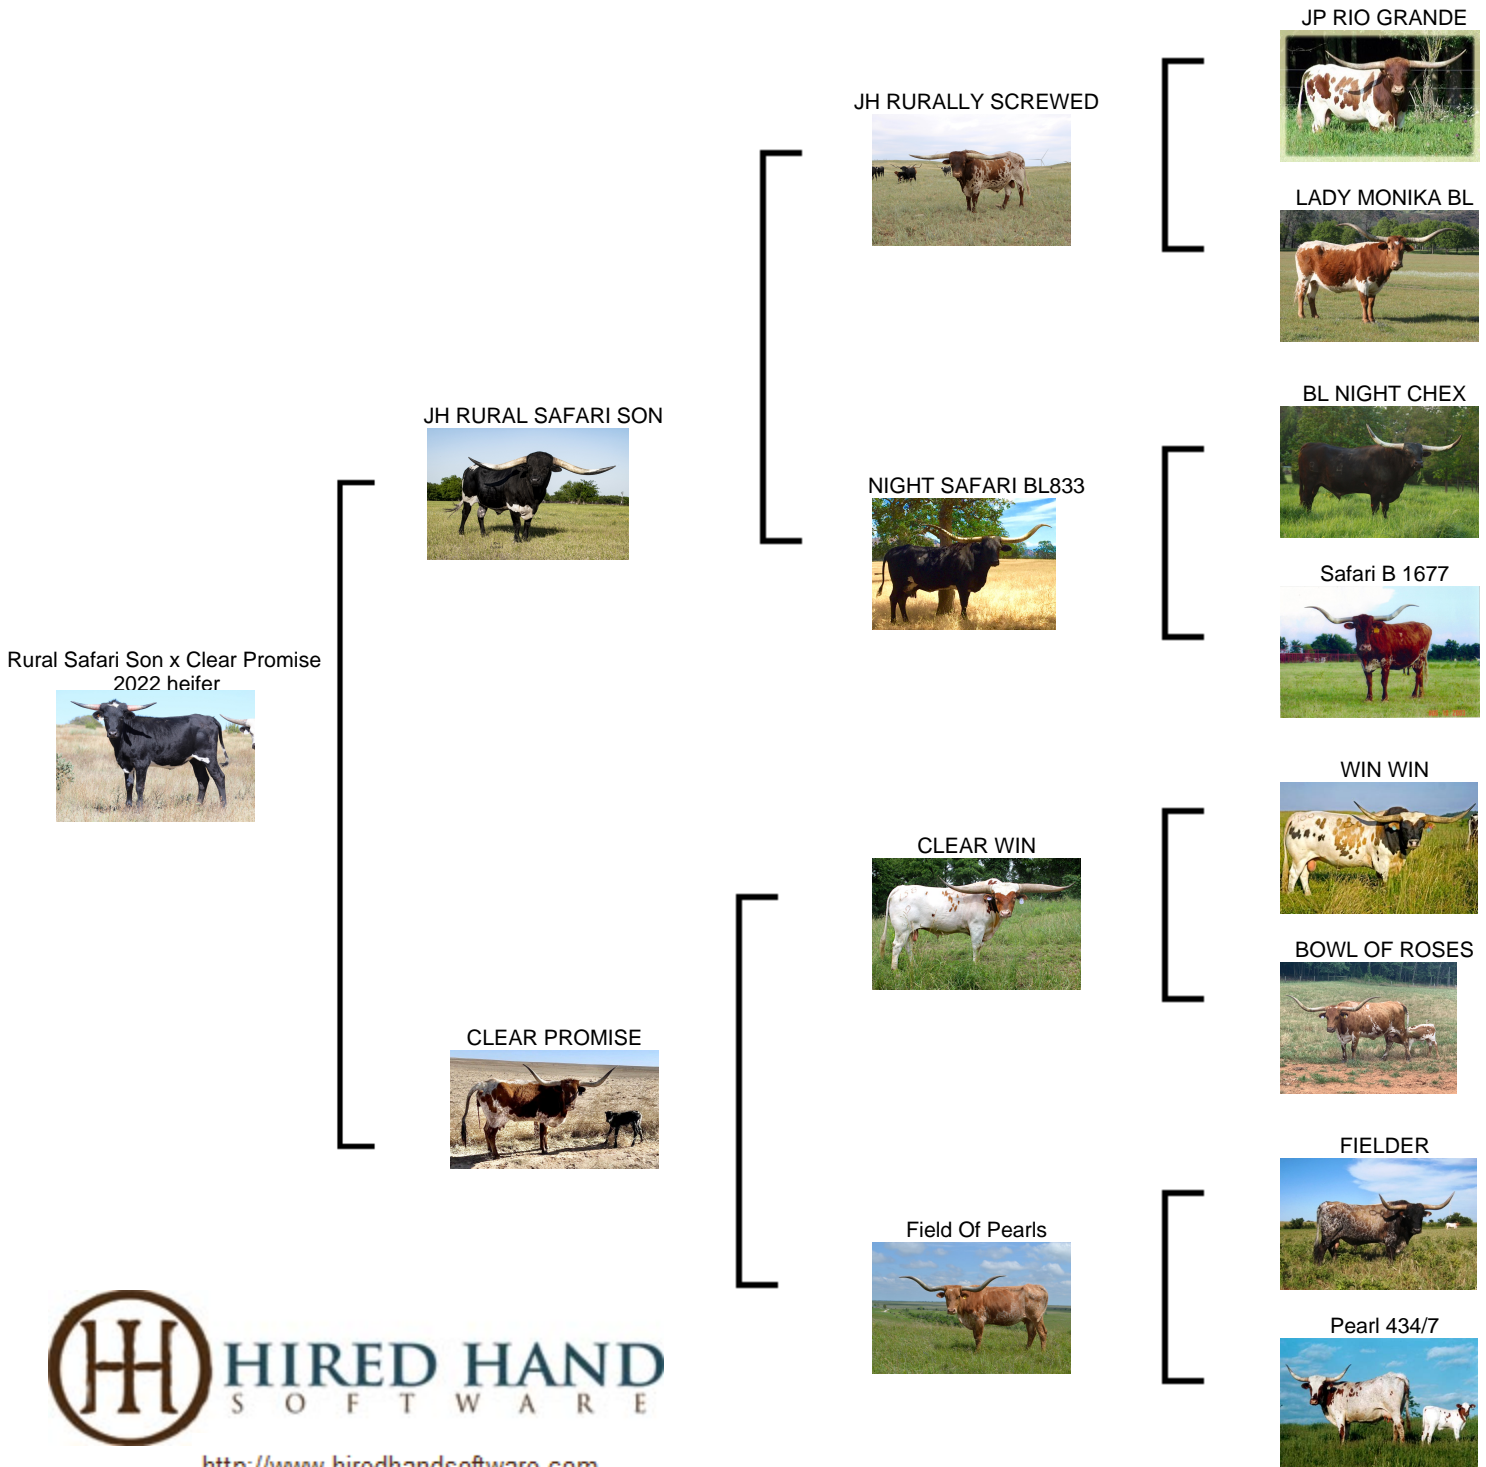 JP RIO GRANDE
JH RURALLY SCREWED
LADY MONIKA BL
BL NIGHT CHEX
JH RURAL SAFARI SON
NIGHT SAFARI BL833
Safari B 1677
Rural Safari Son x Clear Promise
2022 heifer
WIN WIN
CLEAR WIN
BOWL OF ROSES
CLEAR PROMISE
FIELDER
Field Of Pearls
Pearl 434/7
HIRED HAND
SOFTWARE
http://www.hiredhandsoftware.com